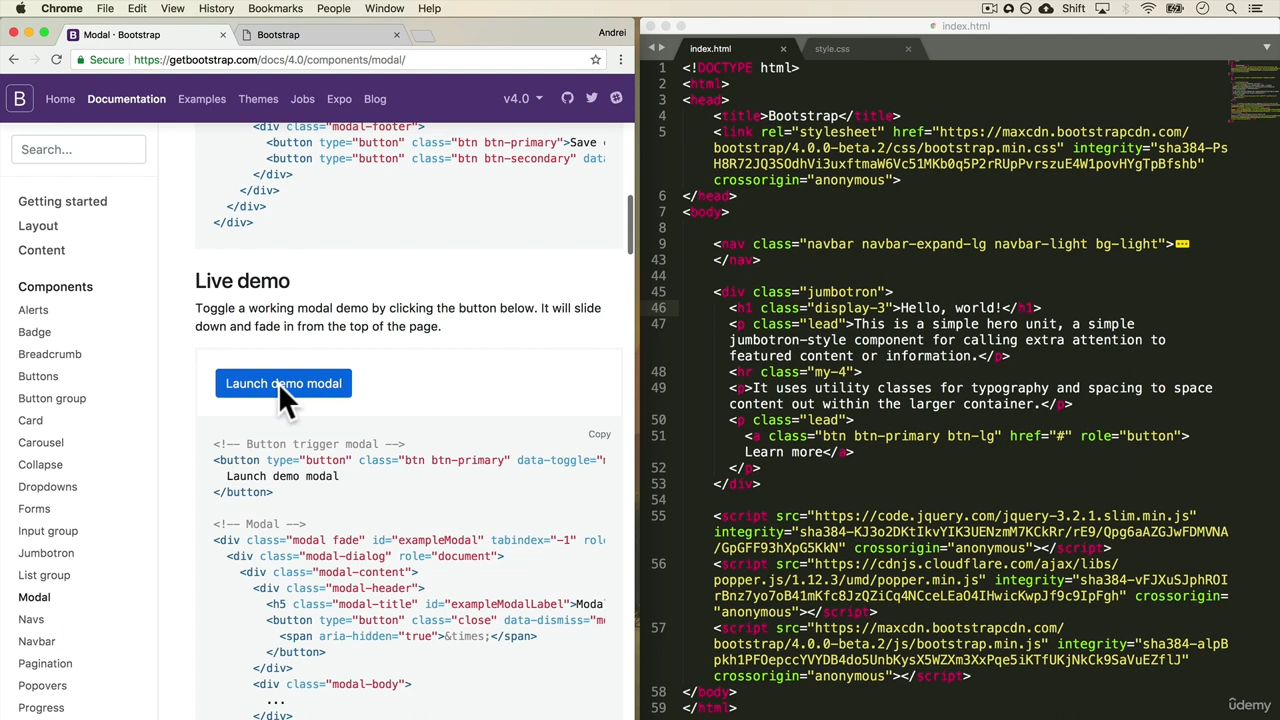 Chrome File Edit View History Bookmarks People Window Help Shift
Modal · Bootstrap Bootstrap Andrei
Secure https://getbootstrap.com/docs/4.0/components/modal/
B Home Documentation Examples Themes Jobs Expo Blog v4.0
Search...
Getting started
Layout
Content
Components
Alerts
Badge
Breadcrumb
Buttons
Button group
Card
Carousel
Collapse
Dropdowns
Forms
Input group
Jumbotron
List group
Modal
Navs
Navbar
Pagination
Popovers
Progress
<div class="modal-footer">
<button type="button" class="btn btn-primary">Save
<button type="button" class="btn btn-secondary" data
</div>
</div>
</div>
</div>
Live demo
Toggle a working modal demo by clicking the button below. It will slide
down and fade in from the top of the page.
Launch demo modal
Copy
<!-- Button trigger modal -->
<button type="button" class="btn btn-primary" data-toggle="
Launch demo modal
</button>
<!-- Modal -->
<div class="modal fade" id="exampleModal" tabindex="-1" role
<div class="modal-dialog" role="document">
<div class="modal-content">
<div class="modal-header">
<h5 class="modal-title" id="exampleModalLabel">Moda
<button type="button" class="close" data-dismiss="
<span aria-hidden="true">&times;</span>
</button>
</div>
<div class="modal-body">
...
</div>
index.html
index.html style.css
1 <!DOCTYPE html>
2 <html>
3 <head>
4 <title>Bootstrap</title>
5 <link rel="stylesheet" href="https://maxcdn.bootstrapcdn.com/
bootstrap/4.0.0-beta.2/css/bootstrap.min.css" integrity="sha384-Ps
H8R72JQ3SOdhVi3uxftmaW6Vc51MKb0q5P2rRUpPvrszuE4W1povHYgTpBfshb"
crossorigin="anonymous">
6 </head>
7 <body>
8
9 <nav class="navbar navbar-expand-lg navbar-light bg-light">
43 </nav>
44
45 <div class="jumbotron">
46 <h1 class="display-3">Hello, world!</h1>
47 <p class="lead">This is a simple hero unit, a simple
jumbotron-style component for calling extra attention to
featured content or information.</p>
48 <hr class="my-4">
49 <p>It uses utility classes for typography and spacing to space
content out within the larger container.</p>
50 <p class="lead">
51 <a class="btn btn-primary btn-lg" href="#" role="button">
Learn more</a>
52 </p>
53 </div>
54
55 <script src="https://code.jquery.com/jquery-3.2.1.slim.min.js"
integrity="sha384-KJ3o2DKtIkvYIK3UENzmM7KCkRr/rE9/Qpg6aAZGJwFDMVNA
/GpGFF93hXpG5KkN" crossorigin="anonymous"></script>
56 <script src="https://cdnjs.cloudflare.com/ajax/libs/
popper.js/1.12.3/umd/popper.min.js" integrity="sha384-vFJXuSJphROI
rBnz7yo7oB41mKfc8JzQZiCq4NCceLEaO4IHwicKwpJf9c9IpFgh" crossorigin=
"anonymous"></script>
57 <script src="https://maxcdn.bootstrapcdn.com/
bootstrap/4.0.0-beta.2/js/bootstrap.min.js" integrity="sha384-alpB
pkh1PFOepccYVYDB4do5UnbKysX5WZXm3XxPqe5iKTfUKjNkCk9SaVuEZflJ"
crossorigin="anonymous"></script>
58 </body>
59 </html>
ûdemy